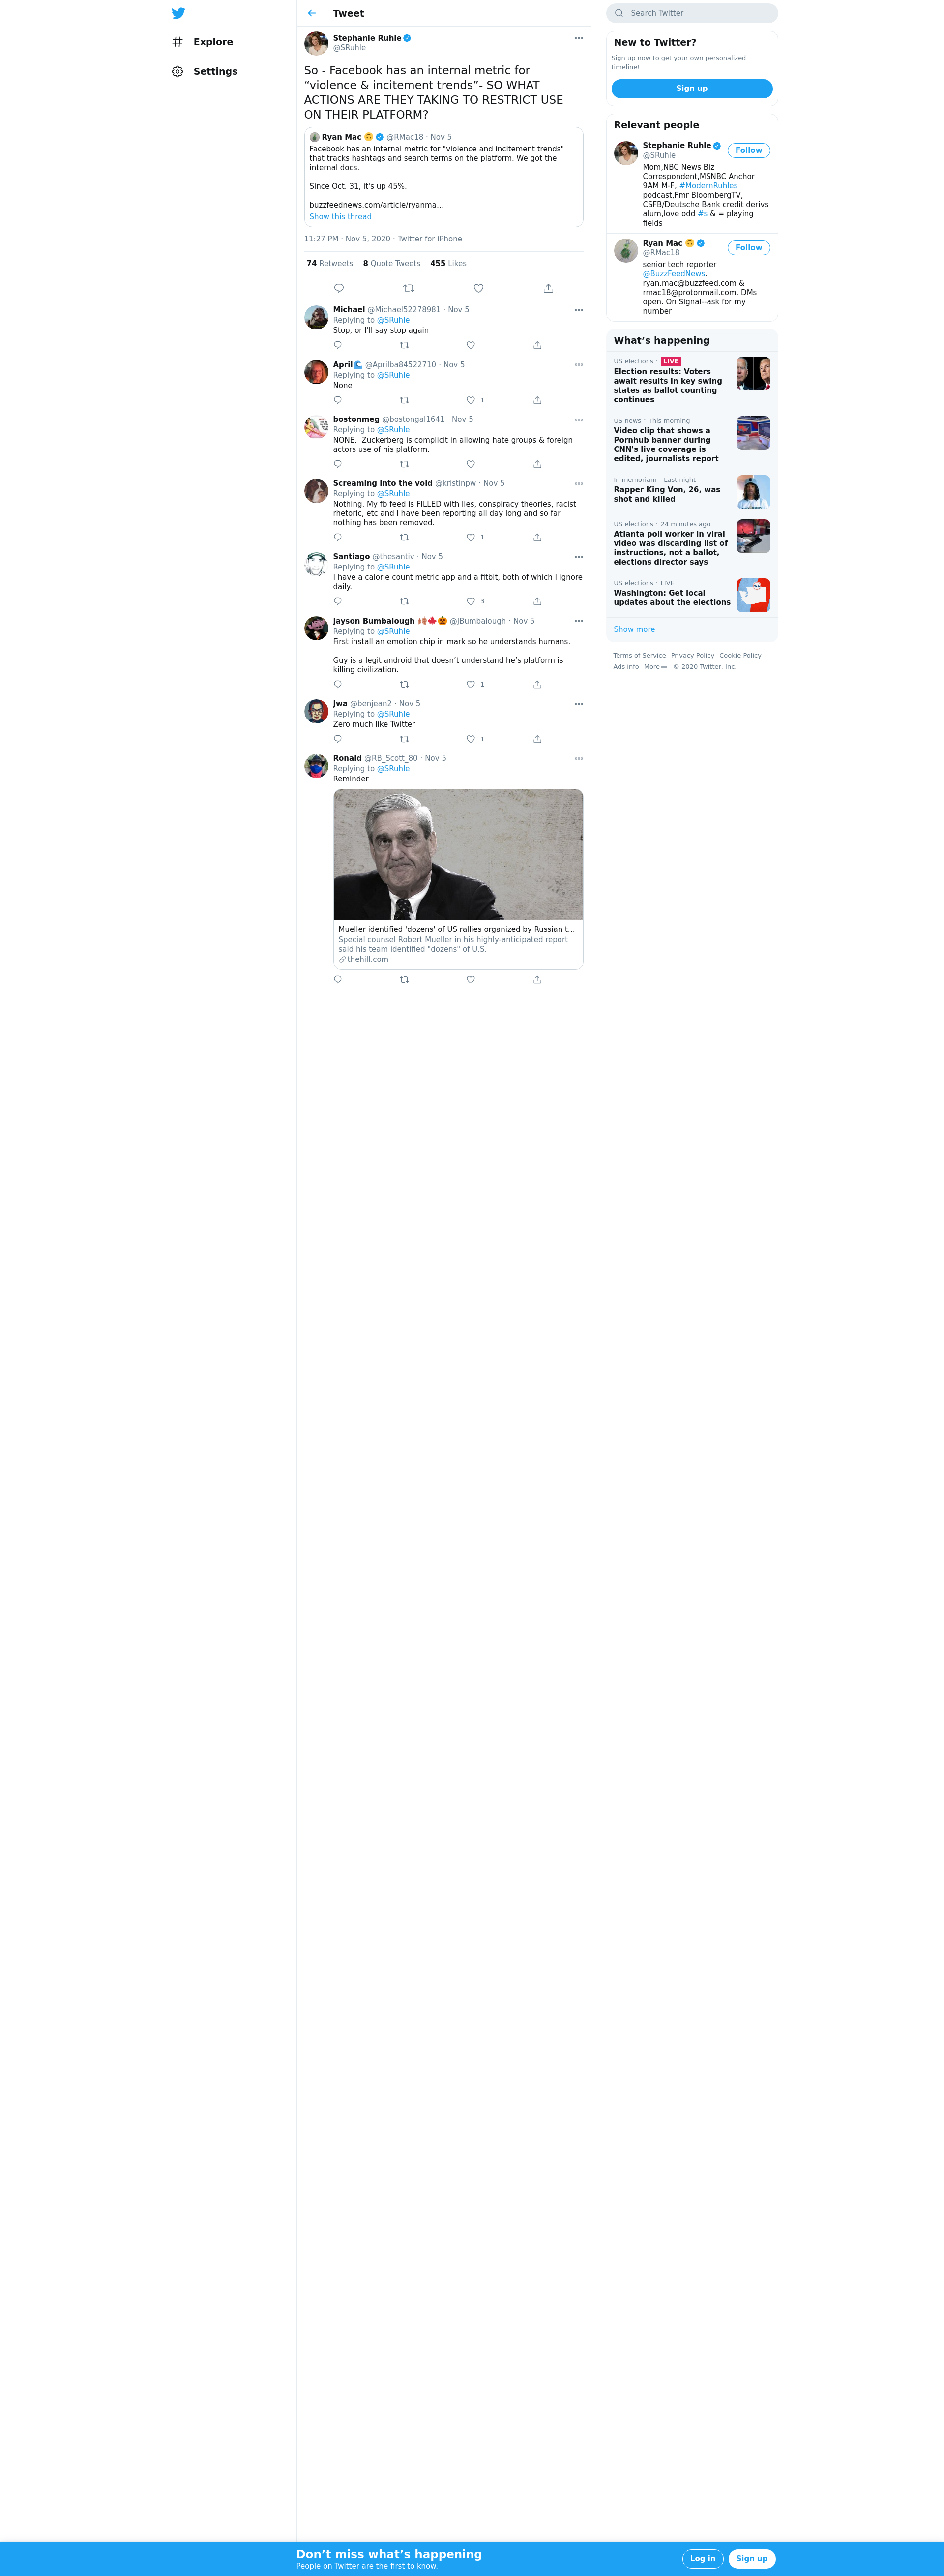 Explore
Settings
Tweet
Stephanie Ruhle
@SRuhle
So - Facebook has an internal metric for
“violence & incitement trends”- SO WHAT
ACTIONS ARE THEY TAKING TO RESTRICT USE
ON THEIR PLATFORM?
Ryan Mac 🙃 @RMac18 · Nov 5
Facebook has an internal metric for "violence and incitement trends"
that tracks hashtags and search terms on the platform. We got the
internal docs.
Since Oct. 31, it's up 45%.
buzzfeednews.com/article/ryanma…
Show this thread
11:27 PM · Nov 5, 2020 · Twitter for iPhone
74 Retweets 8 Quote Tweets 455 Likes
Michael @Michael52278981 · Nov 5
Replying to @SRuhle
Stop, or I'll say stop again
April🌊 @Aprilba84522710 · Nov 5
Replying to @SRuhle
None
1
bostonmeg @bostongal1641 · Nov 5
Replying to @SRuhle
NONE. Zuckerberg is complicit in allowing hate groups & foreign
actors use of his platform.
Screaming into the void @kristinpw · Nov 5
Replying to @SRuhle
Nothing. My fb feed is FILLED with lies, conspiracy theories, racist
rhetoric, etc and I have been reporting all day long and so far
nothing has been removed.
1
Santiago @thesantiv · Nov 5
Replying to @SRuhle
I have a calorie count metric app and a fitbit, both of which I ignore
daily.
3
Jayson Bumbalough 🍂🍁🎃 @JBumbalough · Nov 5
Replying to @SRuhle
First install an emotion chip in mark so he understands humans.
Guy is a legit android that doesn’t understand he’s platform is
killing civilization.
1
Jwa @benjean2 · Nov 5
Replying to @SRuhle
Zero much like Twitter
1
Ronald @RB_Scott_80 · Nov 5
Replying to @SRuhle
Reminder
Mueller identified 'dozens' of US rallies organized by Russian t…
Special counsel Robert Mueller in his highly-anticipated report
said his team identified "dozens" of U.S.
thehill.com
Search Twitter
New to Twitter?
Sign up now to get your own personalized
timeline!
Sign up
Relevant people
Stephanie Ruhle
@SRuhle
Follow
Mom,NBC News Biz
Correspondent,MSNBC Anchor
9AM M-F, #ModernRuhles
podcast,Fmr BloombergTV,
CSFB/Deutsche Bank credit derivs
alum,love odd #s & = playing
fields
Ryan Mac 🙃
@RMac18
Follow
senior tech reporter
@BuzzFeedNews.
ryan.mac@buzzfeed.com &
rmac18@protonmail.com. DMs
open. On Signal--ask for my
number
What’s happening
US elections · LIVE
Election results: Voters
await results in key swing
states as ballot counting
continues
US news · This morning
Video clip that shows a
Pornhub banner during
CNN's live coverage is
edited, journalists report
In memoriam · Last night
Rapper King Von, 26, was
shot and killed
US elections · 24 minutes ago
Atlanta poll worker in viral
video was discarding list of
instructions, not a ballot,
elections director says
US elections · LIVE
Washington: Get local
updates about the elections
Show more
Terms of Service Privacy Policy Cookie Policy
Ads info More © 2020 Twitter, Inc.
Don’t miss what’s happening
People on Twitter are the first to know.
Log in
Sign up